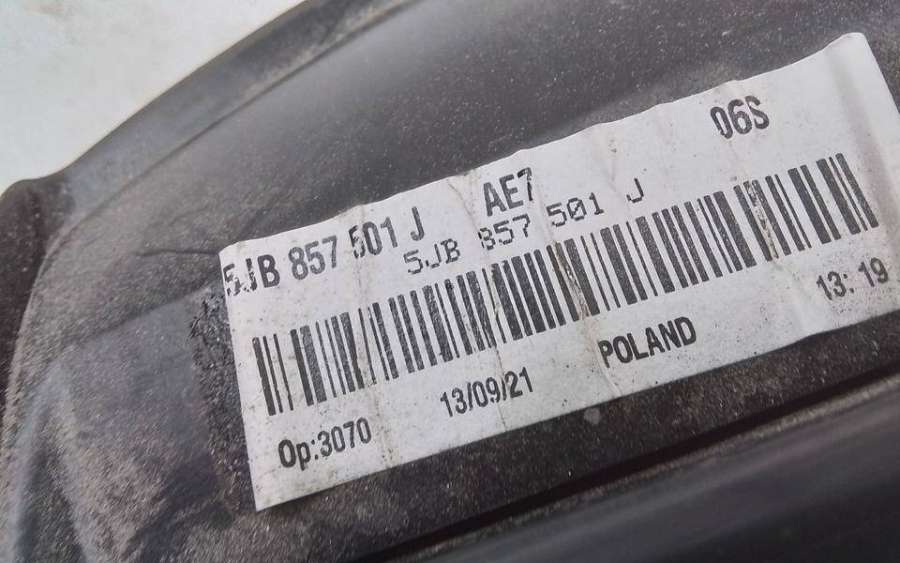 06S
5JB 857 501 J AE7
5JB 857 501 J
Op:3070 13/09/21 POLAND 13: 19